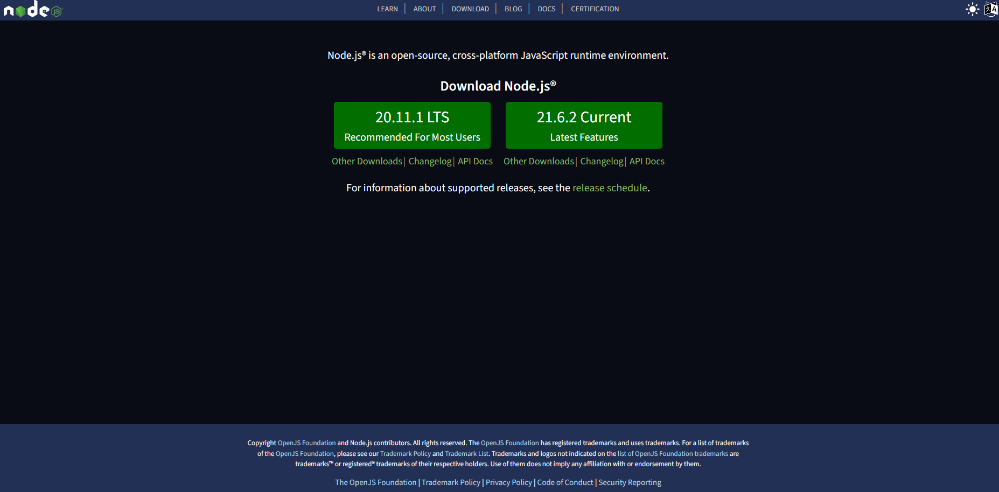 node JS
LEARN | ABOUT | DOWNLOAD | BLOG | DOCS | CERTIFICATION
Node.js® is an open-source, cross-platform JavaScript runtime environment.
Download Node.js®
20.11.1 LTS
Recommended For Most Users
21.6.2 Current
Latest Features
Other Downloads | Changelog | API Docs
Other Downloads | Changelog | API Docs
For information about supported releases, see the release schedule.
Copyright OpenJS Foundation and Node.js contributors. All rights reserved. The OpenJS Foundation has registered trademarks and uses trademarks. For a list of trademarks
of the OpenJS Foundation, please see our Trademark Policy and Trademark List. Trademarks and logos not indicated on the list of OpenJS Foundation trademarks are
trademarks™ or registered® trademarks of their respective holders. Use of them does not imply any affiliation with or endorsement by them.
The OpenJS Foundation | Trademark Policy | Privacy Policy | Code of Conduct | Security Reporting